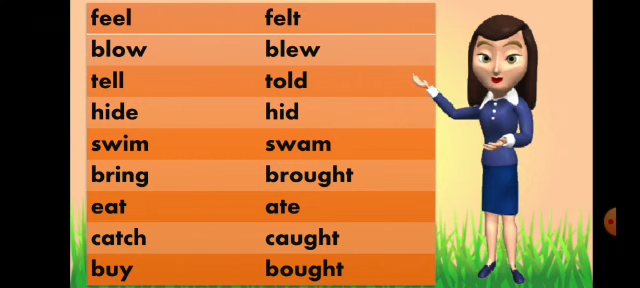 feel felt
blow blew
tell told
hide hid
swim swam
bring brought
eat ate
catch caught
buy bought